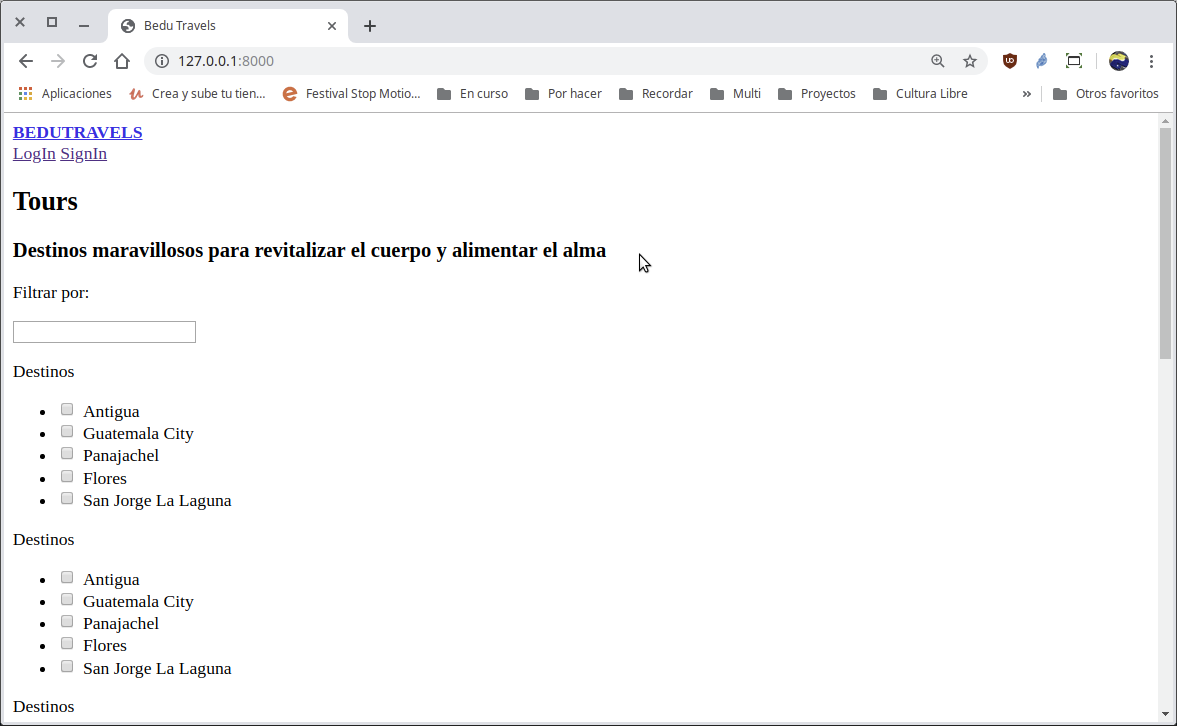 Bedu Travels
127.0.0.1:8000
Aplicaciones Crea y sube tu tien... Festival Stop Motio... En curso Por hacer Recordar Multi Proyectos Cultura Libre » Otros favoritos
BEDUTRAVELS
LogIn SignIn
Tours
Destinos maravillosos para revitalizar el cuerpo y alimentar el alma
Filtrar por:
Destinos
Antigua
Guatemala City
Panajachel
Flores
San Jorge La Laguna
Destinos
Antigua
Guatemala City
Panajachel
Flores
San Jorge La Laguna
Destinos